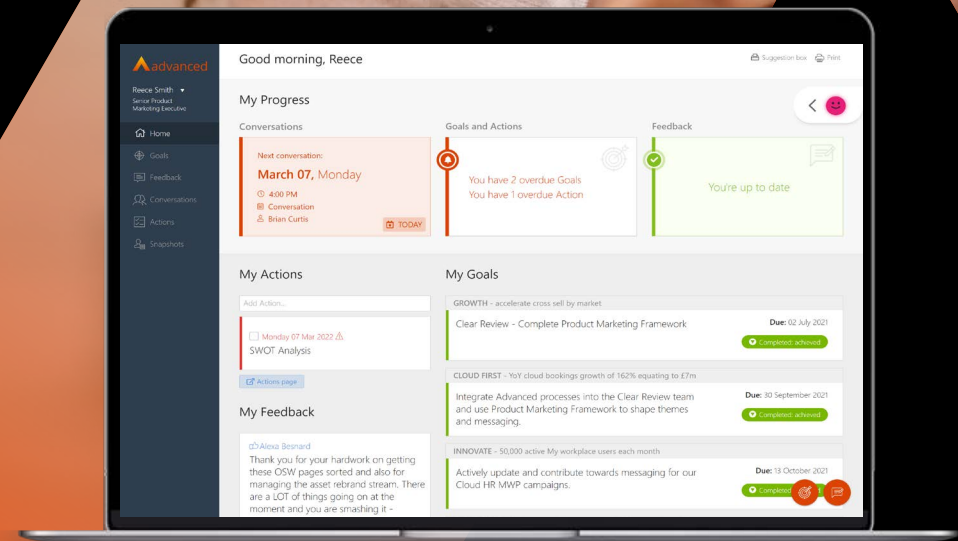 advanced
Good morning, Reece
Suggestion box
Print
Reece Smith
Senior Product
Marketing Executive
Home
Goals
Feedback
Conversations
Actions
Snapshots
My Progress
Conversations
Next conversation:
March 07, Monday
4:00 PM
Conversation
Brian Curtis
TODAY
Goals and Actions
You have 2 overdue Goals
You have 1 overdue Action
Feedback
You're up to date
My Actions
Add Action...
Monday 07 Mar 2022
SWOT Analysis
Actions page
My Feedback
Alexa Besnard
Thank you for your hardwork on getting
these OSW pages sorted and also for
managing the asset rebrand stream. There
are a LOT of things going on at the
moment and you are smashing it -
My Goals
GROWTH - accelerate cross sell by market
Clear Review - Complete Product Marketing Framework
Due: 02 July 2021
Completed: achieved
CLOUD FIRST - YoY cloud bookings growth of 162% equating to £7m
Integrate Advanced processes into the Clear Review team
and use Product Marketing Framework to shape themes
and messaging.
Due: 30 September 2021
Completed: achieved
INNOVATE - 50,000 active My workplace users each month
Actively update and contribute towards messaging for our
Cloud HR MWP campaigns.
Due: 13 October 2021